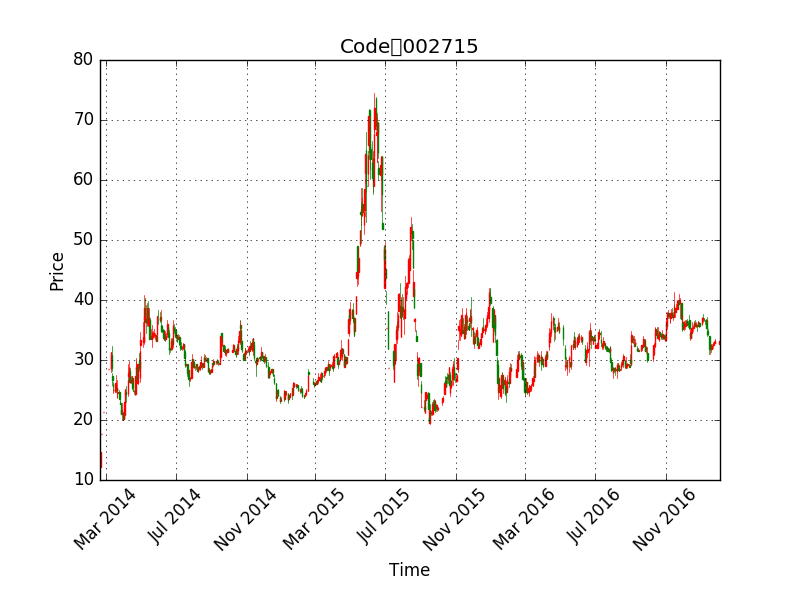 Code▯002715
80
70
60
50
40
30
20
10
Price
Mar 2014
Jul 2014
Nov 2014
Mar 2015
Jul 2015
Nov 2015
Mar 2016
Jul 2016
Nov 2016
Time